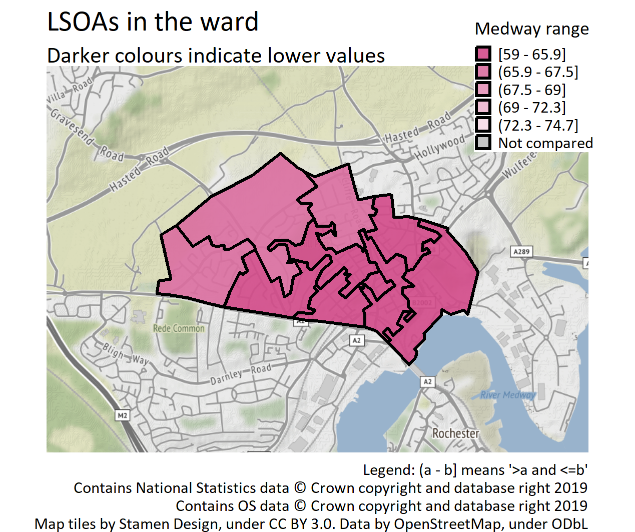 LSOAs in the ward
Darker colours indicate lower values
Medway range
[59 - 65.9]
(65.9 - 67.5]
(67.5 - 69]
(69 - 72.3]
(72.3 - 74.7]
Not compared
Villa Road
Gravesend Road
Hasted Road
Hasted Road
Hollywood
Wulfere
A289
Rede Common
A2
A2
Bligh Way
Darnley Road
A2
River Medway
M2
Rochester
Legend: (a - b] means '>a and <=b'
Contains National Statistics data © Crown copyright and database right 2019
Contains OS data © Crown copyright and database right 2019
Map tiles by Stamen Design, under CC BY 3.0. Data by OpenStreetMap, under ODbL